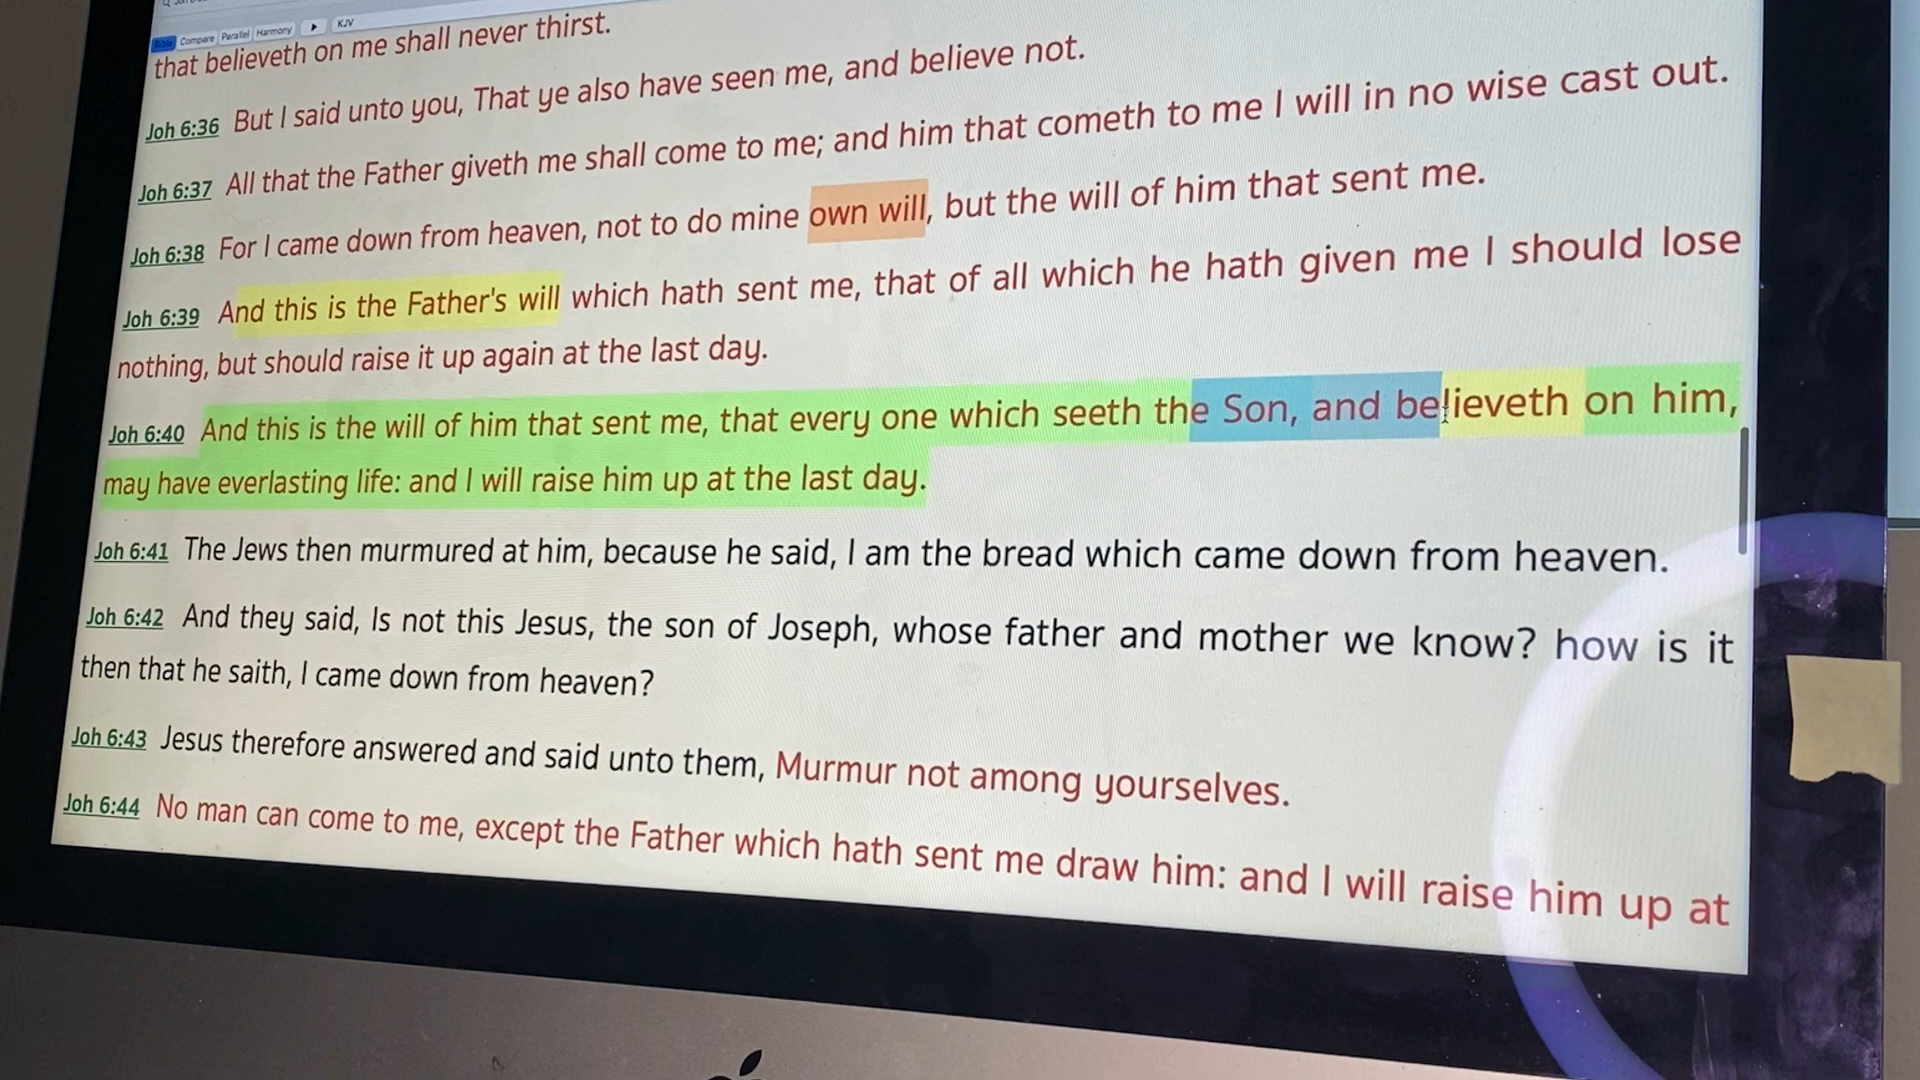 Bible Compare Parallel Harmony KJV
that believeth on me shall never thirst.
Joh 6:36 But I said unto you, That ye also have seen me, and believe not.
Joh 6:37 All that the Father giveth me shall come to me; and him that cometh to me I will in no wise cast out.
Joh 6:38 For I came down from heaven, not to do mine own will, but the will of him that sent me.
Joh 6:39 And this is the Father's will which hath sent me, that of all which he hath given me I should lose
nothing, but should raise it up again at the last day.
Joh 6:40 And this is the will of him that sent me, that every one which seeth the Son, and believeth on him,
may have everlasting life: and I will raise him up at the last day.
Joh 6:41 The Jews then murmured at him, because he said, I am the bread which came down from heaven.
Joh 6:42 And they said, Is not this Jesus, the son of Joseph, whose father and mother we know? how is it
then that he saith, I came down from heaven?
Joh 6:43 Jesus therefore answered and said unto them, Murmur not among yourselves.
Joh 6:44 No man can come to me, except the Father which hath sent me draw him: and I will raise him up at